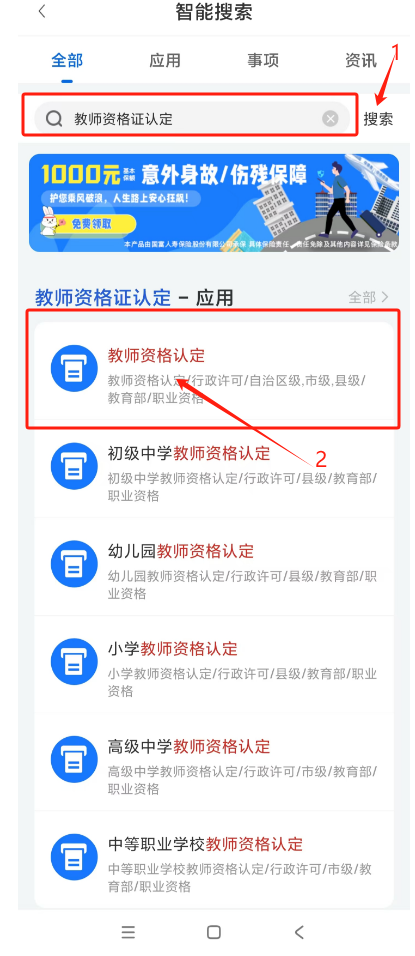 智能搜索
全部
应用
事项
资讯
1
教师资格证认定
搜索
1000元基本保额 意外身故/伤残保障
护您乘风破浪,人生路上安心狂飙!
免费领取
本产品由国富人寿保险股份有限公司承保 具体保险责任、责任免除及其他内容详见保险条款
教师资格证认定 - 应用
全部
教师资格认定
教师资格认定/行政许可/自治区级,市级,县级/
教育部/职业资格
2
初级中学教师资格认定
初级中学教师资格认定/行政许可/县级/教育部/
职业资格
幼儿园教师资格认定
幼儿园教师资格认定/行政许可/县级/教育部/职
业资格
小学教师资格认定
小学教师资格认定/行政许可/县级/教育部/职业
资格
高级中学教师资格认定
高级中学教师资格认定/行政许可/市级/教育部/
职业资格
中等职业学校教师资格认定
中等职业学校教师资格认定/行政许可/市级/教
育部/职业资格